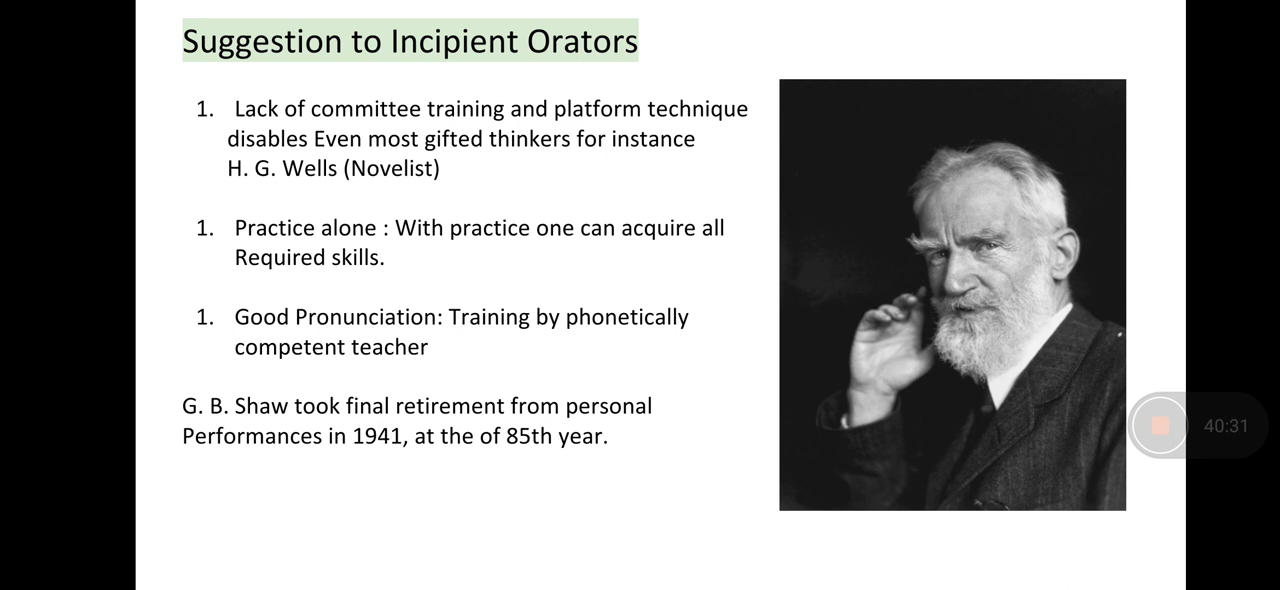 Suggestion to Incipient Orators
1. Lack of committee training and platform technique
disables Even most gifted thinkers for instance
H. G. Wells (Novelist)
1. Practice alone : With practice one can acquire all
Required skills.
1. Good Pronunciation: Training by phonetically
competent teacher
G. B. Shaw took final retirement from personal
Performances in 1941, at the of 85th year.
40:31